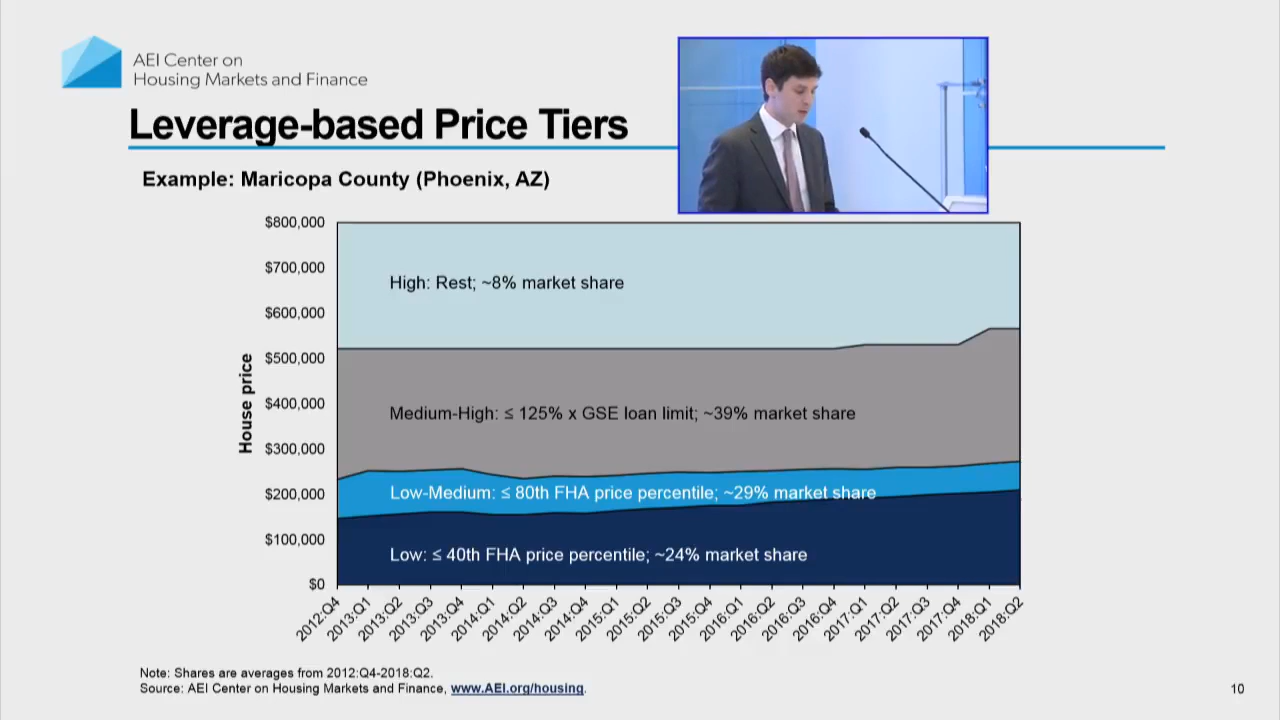 AEI Center on
Housing Markets and Finance
Leverage-based Price Tiers
Example: Maricopa County (Phoenix, AZ)
$800,000
$700,000
$600,000
$500,000
$400,000
$300,000
$200,000
$100,000
$0
House price
High: Rest; ~8% market share
Medium-High: ≤ 125% x GSE loan limit; ~39% market share
Low-Medium: ≤ 80th FHA price percentile; ~29% market share
Low: ≤ 40th FHA price percentile; ~24% market share
2012:Q4
2013:Q1
2013:Q2
2013:Q3
2013:Q4
2014:Q1
2014:Q2
2014:Q3
2014:Q4
2015:Q1
2015:Q2
2015:Q3
2015:Q4
2016:Q1
2016:Q2
2016:Q3
2016:Q4
2017:Q1
2017:Q2
2017:Q3
2017:Q4
2018:Q1
2018:Q2
Note: Shares are averages from 2012:Q4-2018:Q2.
Source: AEI Center on Housing Markets and Finance, www.AEI.org/housing.
10